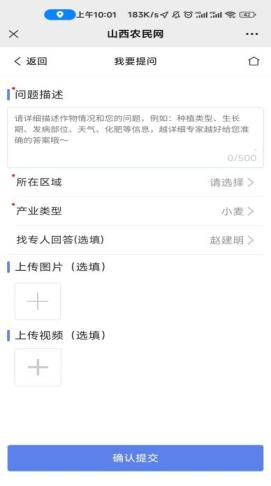 上午10:01 183K/s 42
山西农民网
返回 我要提问
*问题描述
请详细描述作物情况和您的问题，例如：种植类型、生长
期、发病部位、天气、化肥等信息，越详细专家越好给您准
确的答案哦～
0/500
*所在区域 请选择
*产业类型 小麦
找专人回答(选填) 赵建明
上传图片（选填）
上传视频（选填）
确认提交